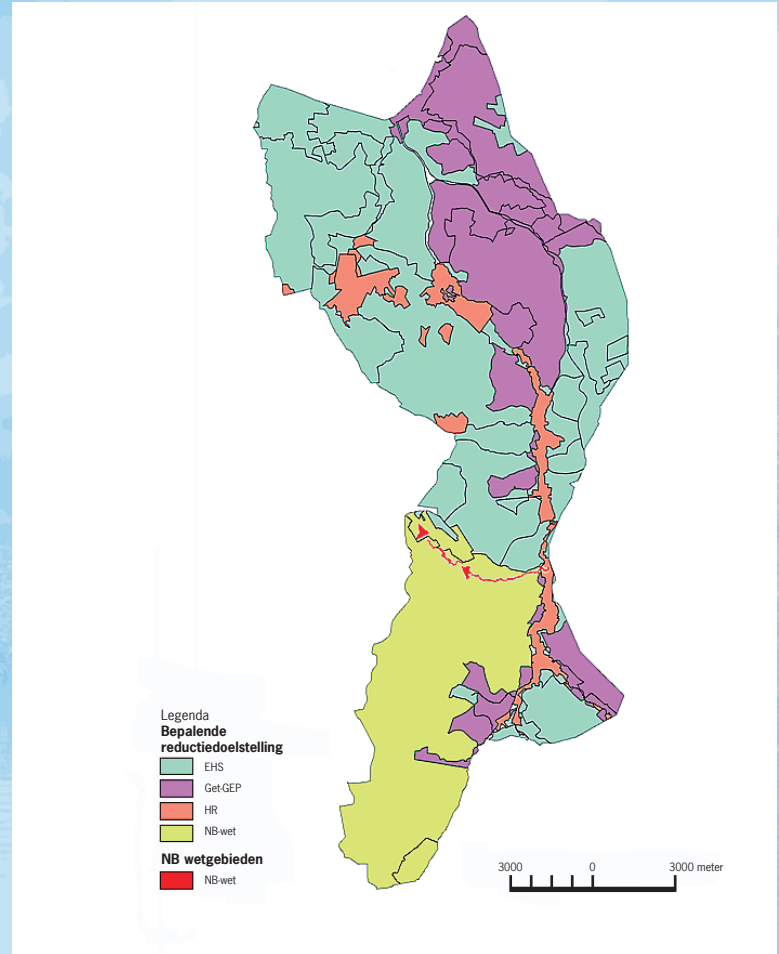 Legenda
Bepalende
reductiedoelstelling
EHS
Get-GEP
HR
NB-wet
NB wetgebieden
NB-wet
3000 0 3000 meter